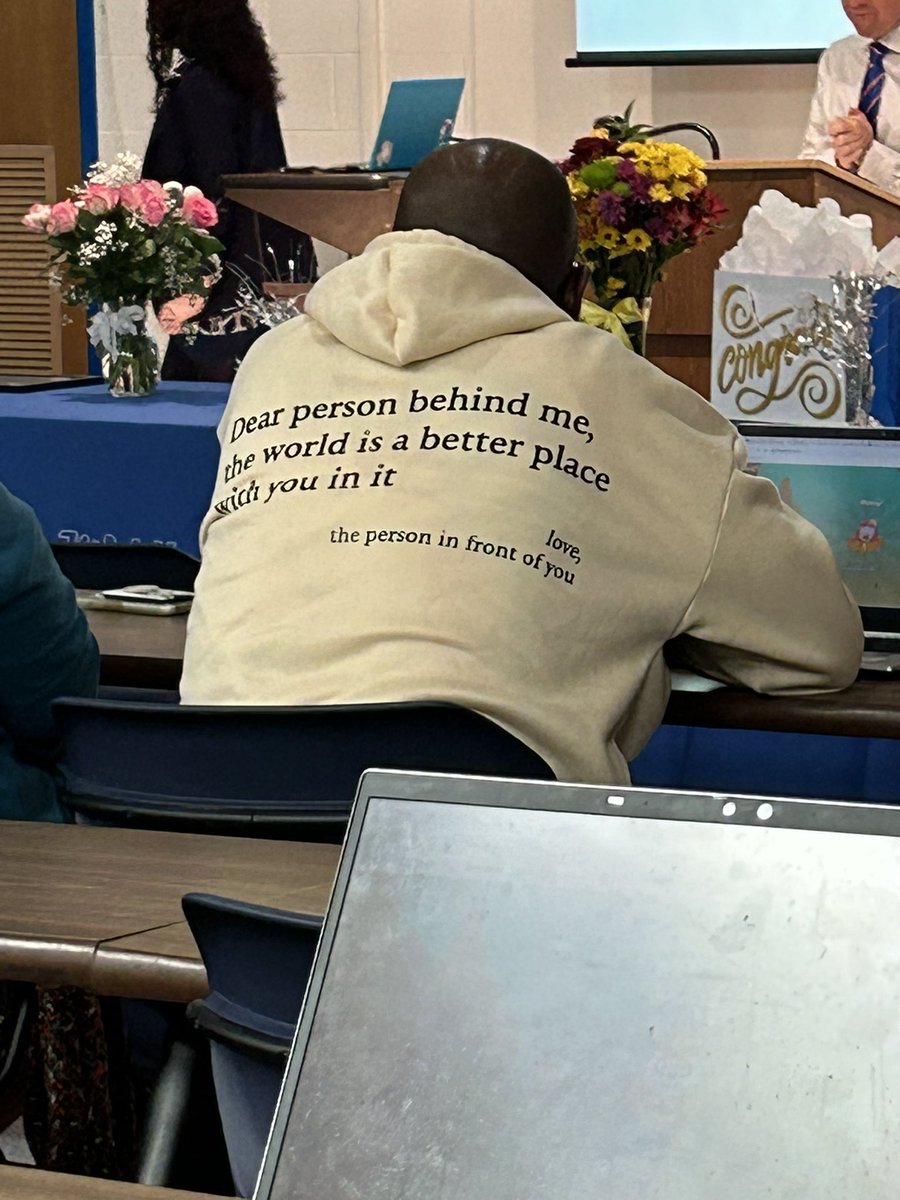 Dear person behind me,
the world is a better place
with you in it
love,
the person in front of you